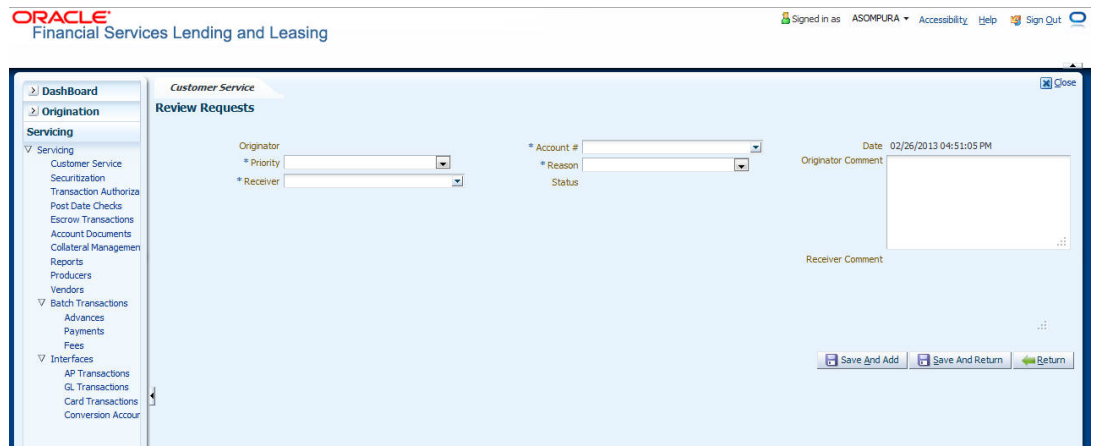 ORACLE
Financial Services Lending and Leasing
Signed in as ASOMPURA Accessibility Help Sign Out
Close
DashBoard
Origination
Servicing
Servicing
Customer Service
Securitization
Transaction Authoriza
Post Date Checks
Escrow Transactions
Account Documents
Collateral Managemen
Reports
Producers
Vendors
Batch Transactions
Advances
Payments
Fees
Interfaces
AP Transactions
GL Transactions
Card Transactions
Conversion Accour
Customer Service
Review Requests
Originator
* Priority
* Receiver
* Account #
* Reason
Status
Date 02/26/2013 04:51:05 PM
Originator Comment
Receiver Comment
Save And Add Save And Return Return